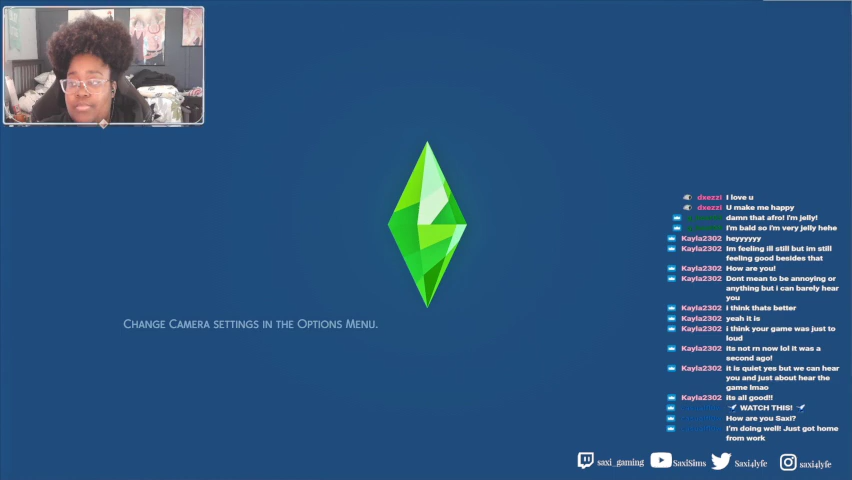 dxezzi I love u
dxezzi U make me happy
damn that afro! I'm jelly!
I'm bald so I'm very jelly hehe
Kayla2302 heyyyyyy
Kayla2302 Im feeling ill still but im still
feeling good besides that
Kayla2302 How are you!
Kayla2302 Dont mean to be annoying or
anything but i can barely hear
you
Kayla2302 i think thats better
Kayla2302 yeah it is
Kayla2302 i think your game was just to
loud
Kayla2302 its not rn now lol it was a
second ago!
Kayla2302 it is quiet yes but we can hear
you and just about hear the
game lmao
Kayla2302 its all good!!
WATCH THIS!
How are you Saxi?
I'm doing well! Just got home
from work
CHANGE CAMERA SETTINGS IN THE OPTIONS MENU.
saxi_gaming SaxiSims Saxi4lyfe saxi4lyfe